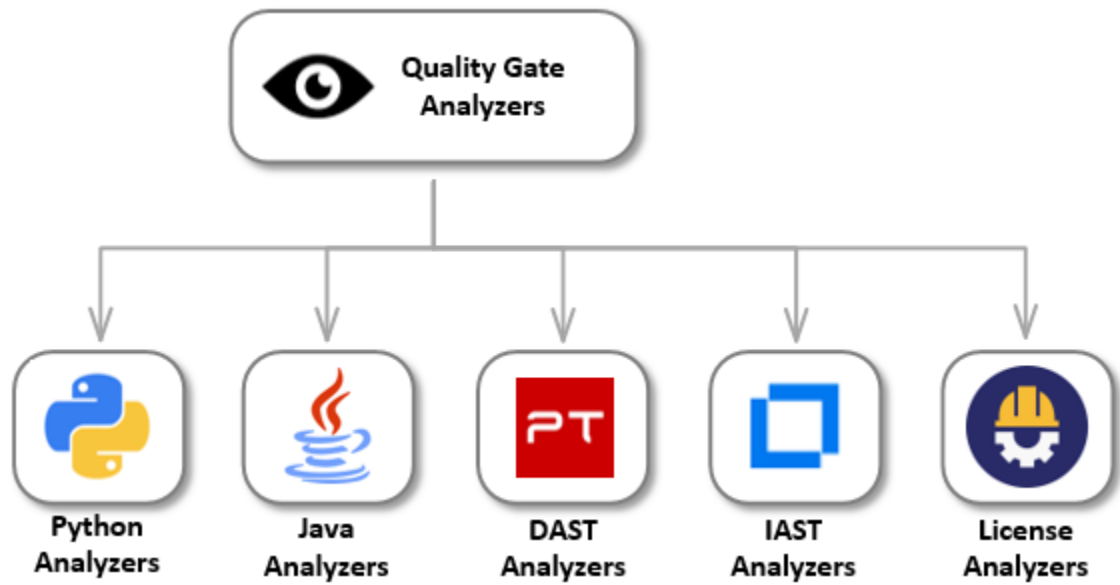 Quality Gate
Analyzers
PT
Python
Analyzers
Java
Analyzers
DAST
Analyzers
IAST
Analyzers
License
Analyzers